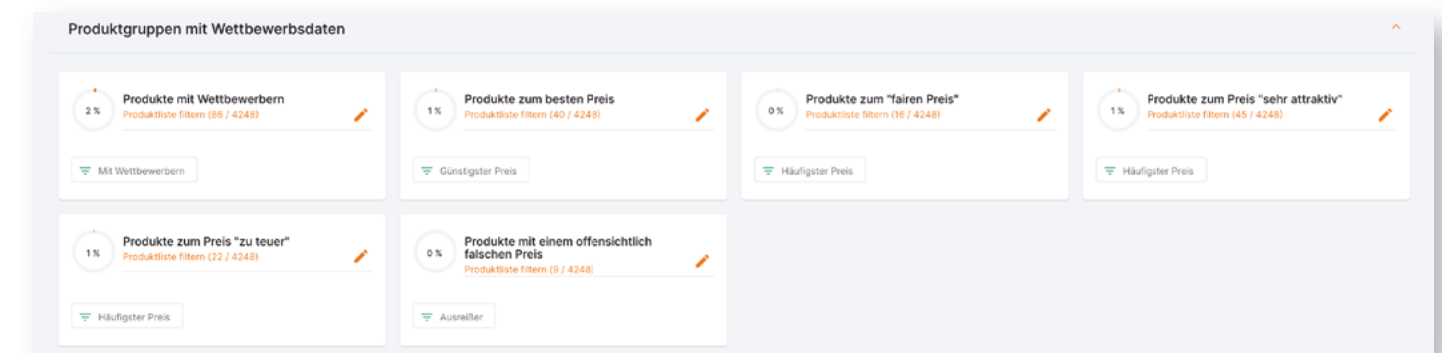 Produktgruppen mit Wettbewerbsdaten
2 %
Produkte mit Wettbewerbern
Produktliste filtern (86 / 4248)
Mit Wettbewerbern
1 %
Produkte zum besten Preis
Produktliste filtern (40 / 4248)
Günstigster Preis
0 %
Produkte zum "fairen Preis"
Produktliste filtern (16 / 4248)
Häufigster Preis
1 %
Produkte zum Preis "sehr attraktiv"
Produktliste filtern (45 / 4248)
Häufigster Preis
1 %
Produkte zum Preis "zu teuer"
Produktliste filtern (22 / 4248)
Häufigster Preis
0 %
Produkte mit einem offensichtlich
falschen Preis
Produktliste filtern (9 / 4248)
Ausreißer